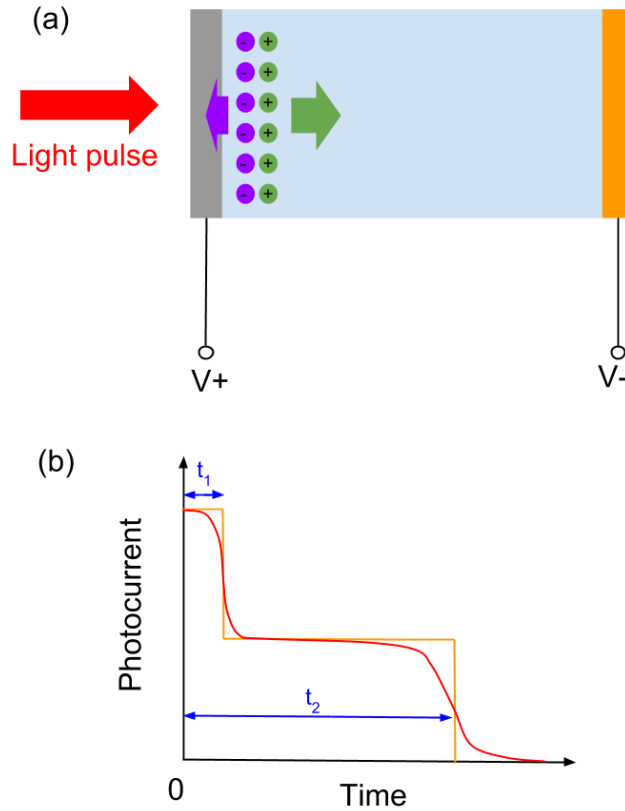 (a)
- +
- +
- +
- +
- +
- +
Light pulse
V+
V-
(b)
t₁
Photocurrent
t₂
0
Time